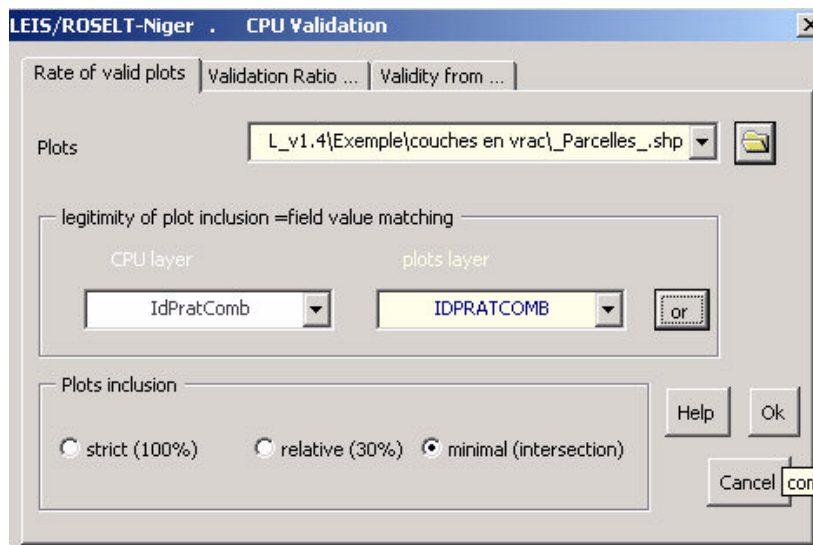 LEIS/ROSELT-Niger . CPU Validation
Rate of valid plots Validation Ratio ... Validity from ...
Plots L_v1.4\Exemple\couches en vrac\_Parcelles_.shp
legitimity of plot inclusion =field value matching
CPU layer plots layer
IdPratComb IDPRATCOMB or
Plots inclusion
Help Ok
strict (100%) relative (30%) minimal (intersection)
Cancel